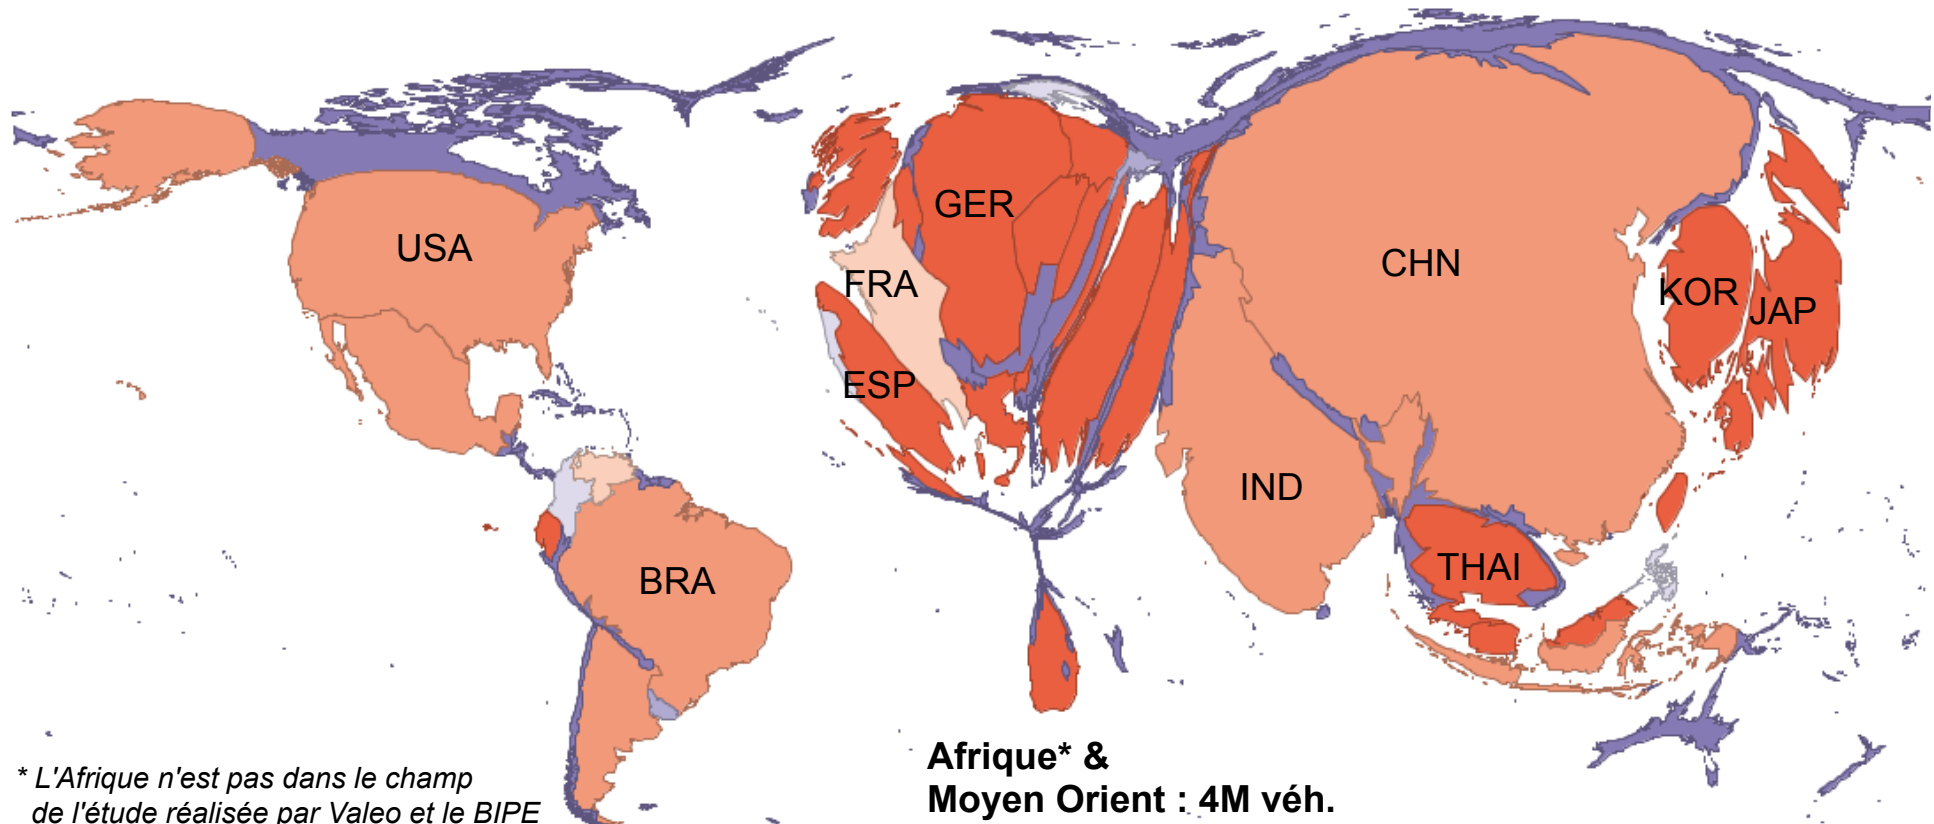 GER
USA
CHN
FRA
KOR
JAP
ESP
IND
THAI
BRA
Afrique* &
Moyen Orient : 4M véh.
* L'Afrique n'est pas dans le champ
de l'étude réalisée par Valeo et le BIPE